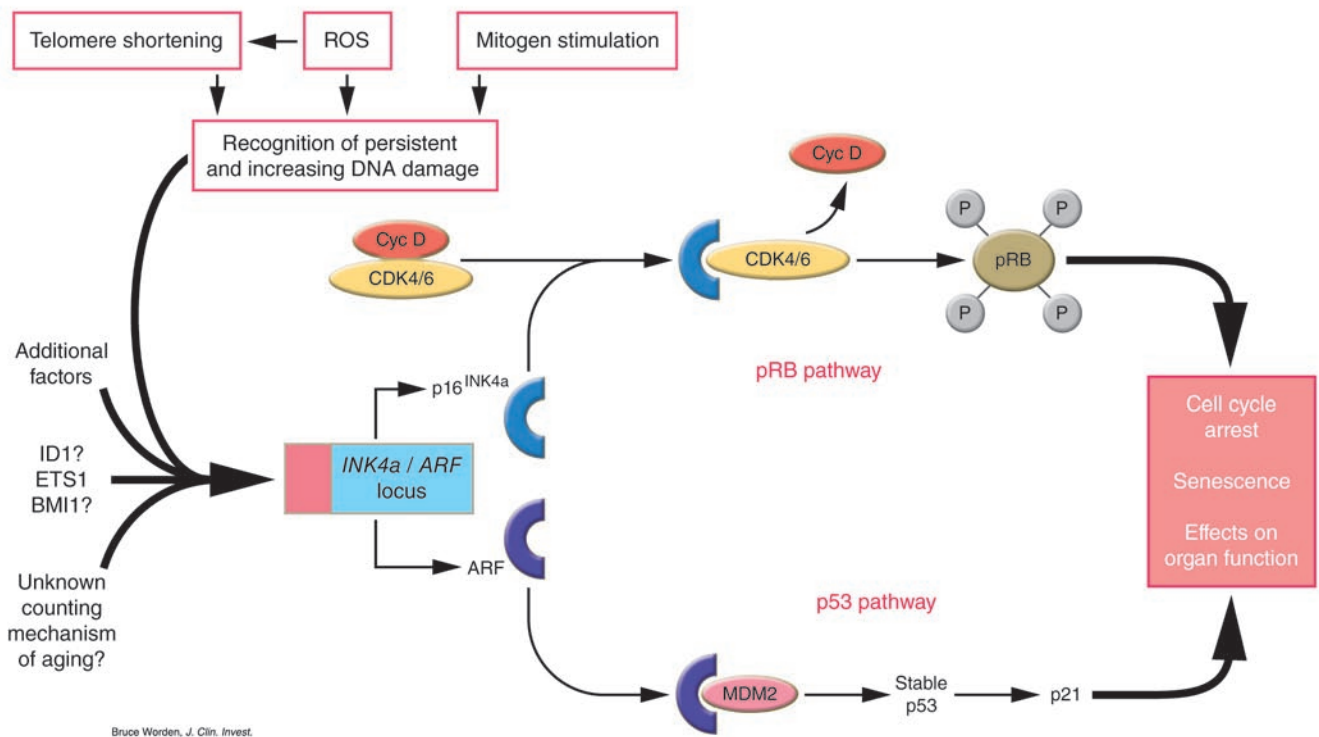 Telomere shortening
ROS
Mitogen stimulation
Recognition of persistent
and increasing DNA damage
Cyc D
Cyc D
CDK4/6
CDK4/6
P
P
pRB
P
P
Additional
factors
p16INK4a
pRB pathway
ID1?
ETS1
BMI1?
INK4a / ARF
locus
Cell cycle
arrest
Senescence
Effects on
organ function
ARF
Unknown
counting
mechanism
of aging?
p53 pathway
MDM2
Stable
p53
p21
Bruce Worden, J. Clin. Invest.